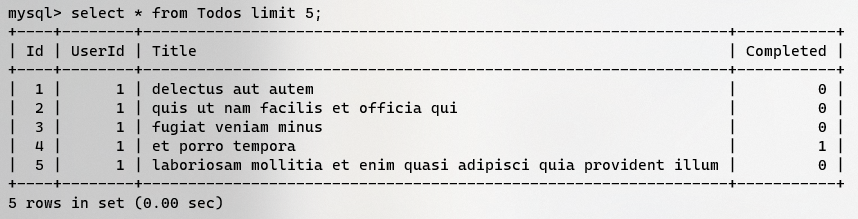 mysql> select * from Todos limit 5;
+----+--------+-----------------------------------------------------------------+-----------+
| Id | UserId | Title                                                           | Completed |
+----+--------+-----------------------------------------------------------------+-----------+
|  1 |      1 | delectus aut autem                                              |         0 |
|  2 |      1 | quis ut nam facilis et officia qui                              |         0 |
|  3 |      1 | fugiat veniam minus                                             |         0 |
|  4 |      1 | et porro tempora                                                |         1 |
|  5 |      1 | laboriosam mollitia et enim quasi adipisci quia provident illum |         0 |
+----+--------+-----------------------------------------------------------------+-----------+
5 rows in set (0.00 sec)